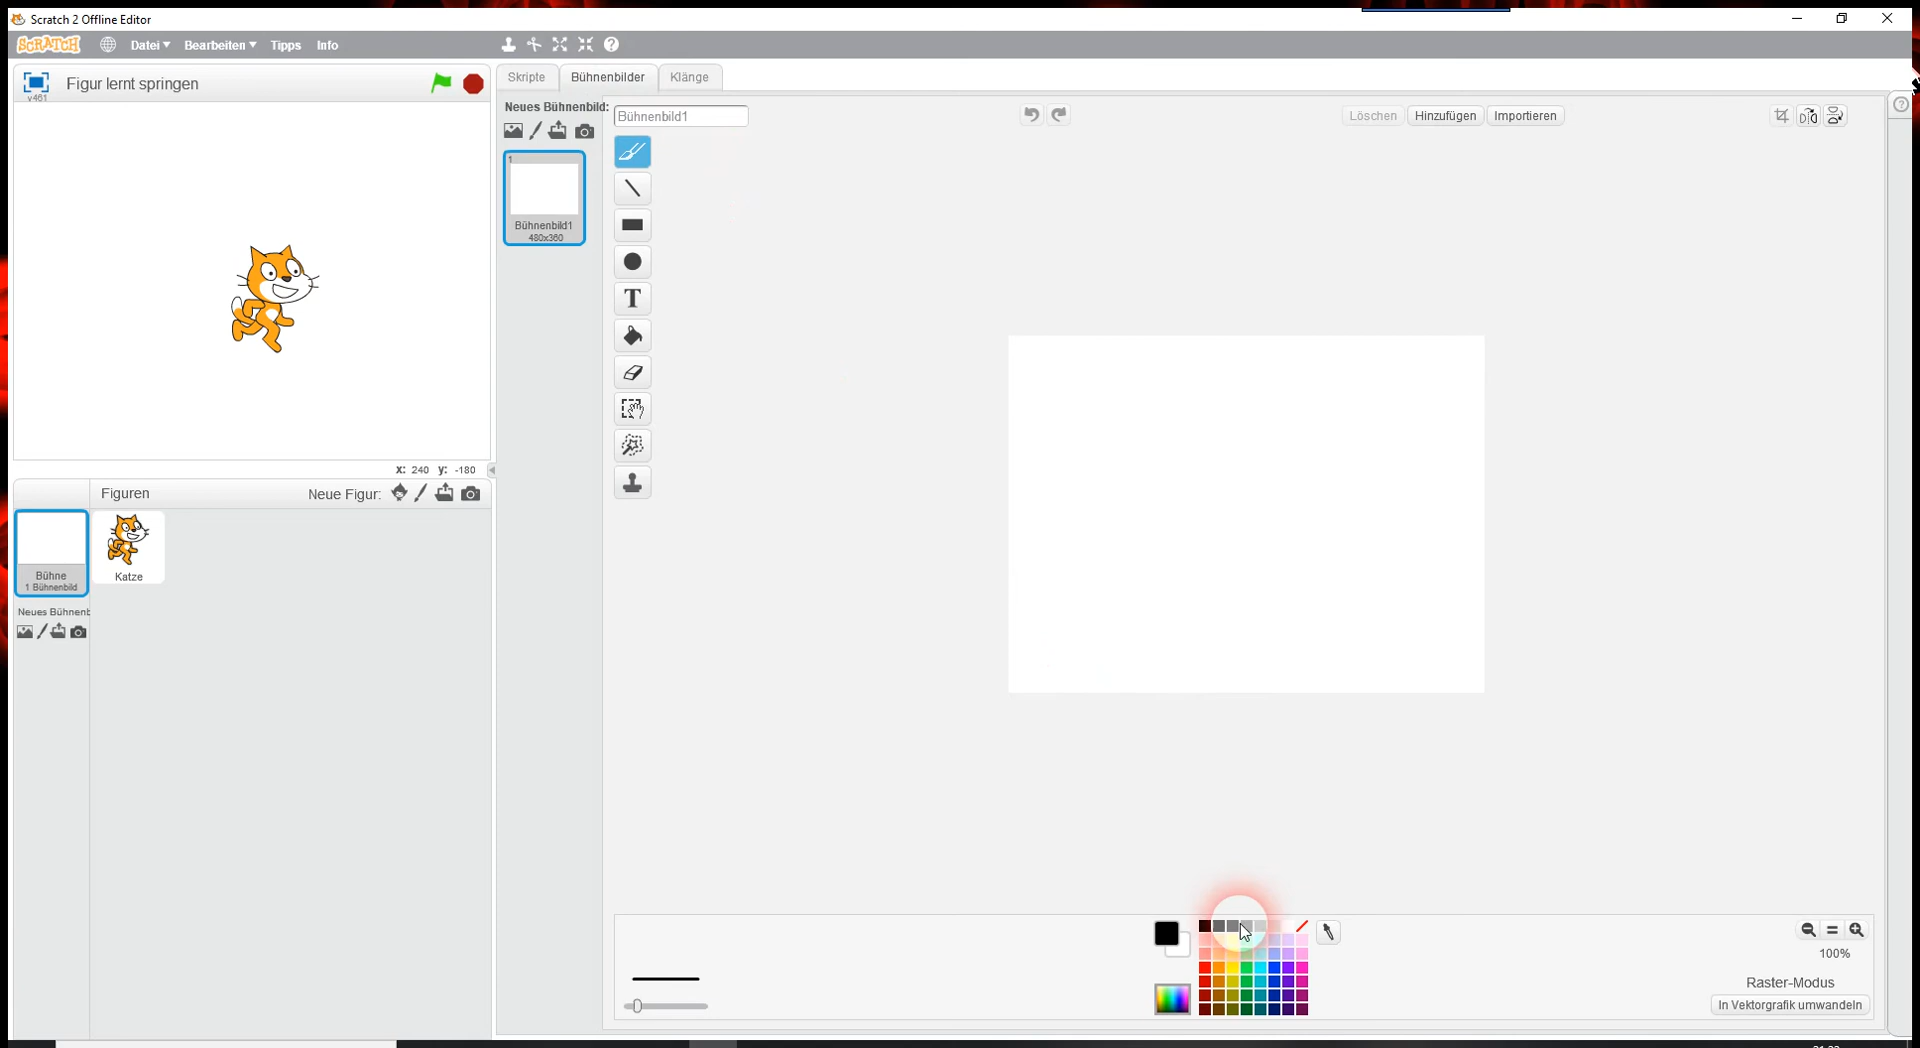 Scratch 2 Offline Editor
SCRATCH Datei Bearbeiten Tipps Info
v461 Figur lernt springen
Skripte Bühnenbilder Klänge
Neues Bühnenbild: Bühnenbild1
Löschen Hinzufügen Importieren
1
Bühnenbild1
480x360
T
x: 240 y: -180
Figuren Neue Figur:
Bühne
1 Bühnenbild
Katze
Neues Bühnenb
100%
Raster-Modus
In Vektorgrafik umwandeln